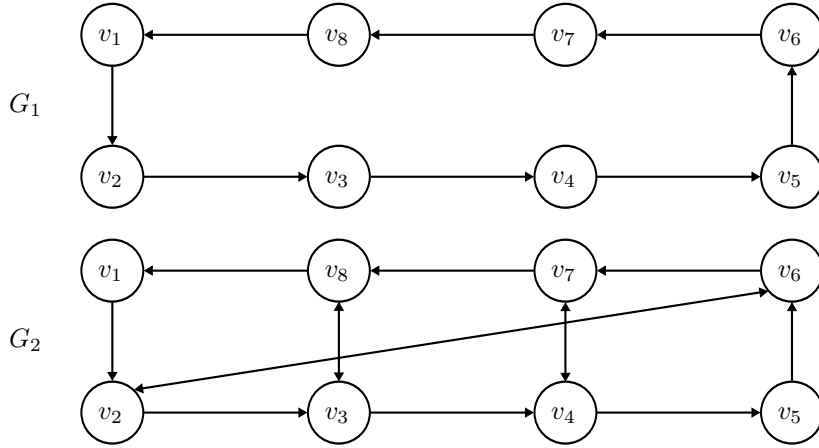 v₁ v₈ v₇ v₆
G₁
v₂ v₃ v₄ v₅
v₁ v₈ v₇ v₆
G₂
v₂ v₃ v₄ v₅